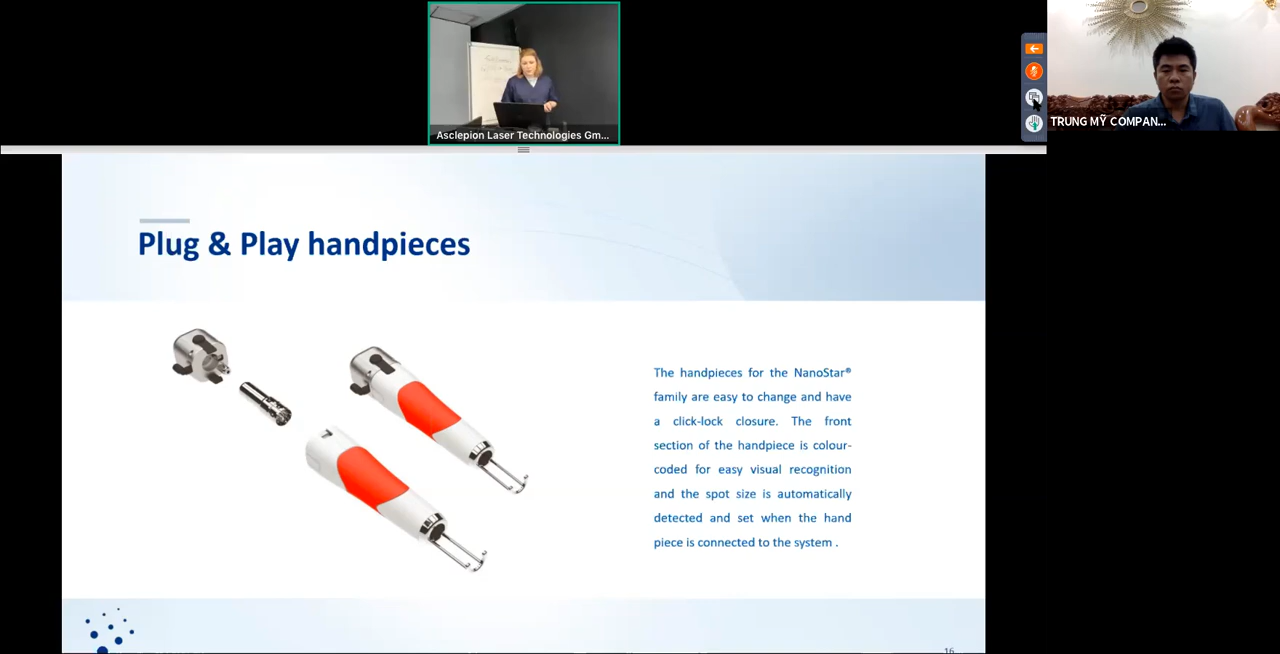 Asclepion Laser Technologies Gm...
TRUNG MỸ COMPAN...
Plug & Play handpieces
The handpieces for the NanoStar®
family are easy to change and have
a click-lock closure. The front
section of the handpiece is colour-
coded for easy visual recognition
and the spot size is automatically
detected and set when the hand
piece is connected to the system .
16